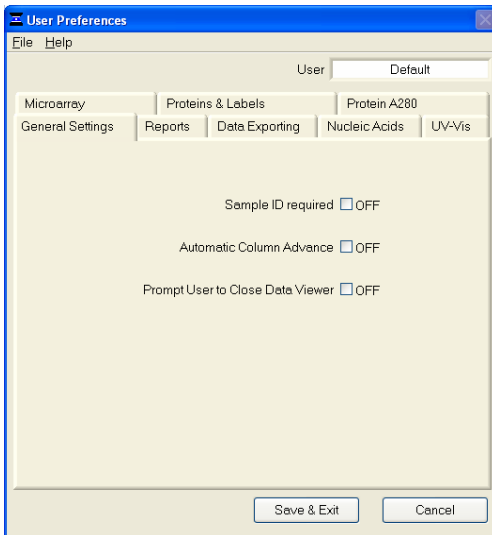 User Preferences
File Help
User Default
Microarray Proteins & Labels Protein A280
General Settings Reports Data Exporting Nucleic Acids UV-Vis
Sample ID required OFF
Automatic Column Advance OFF
Prompt User to Close Data Viewer OFF
Save & Exit Cancel